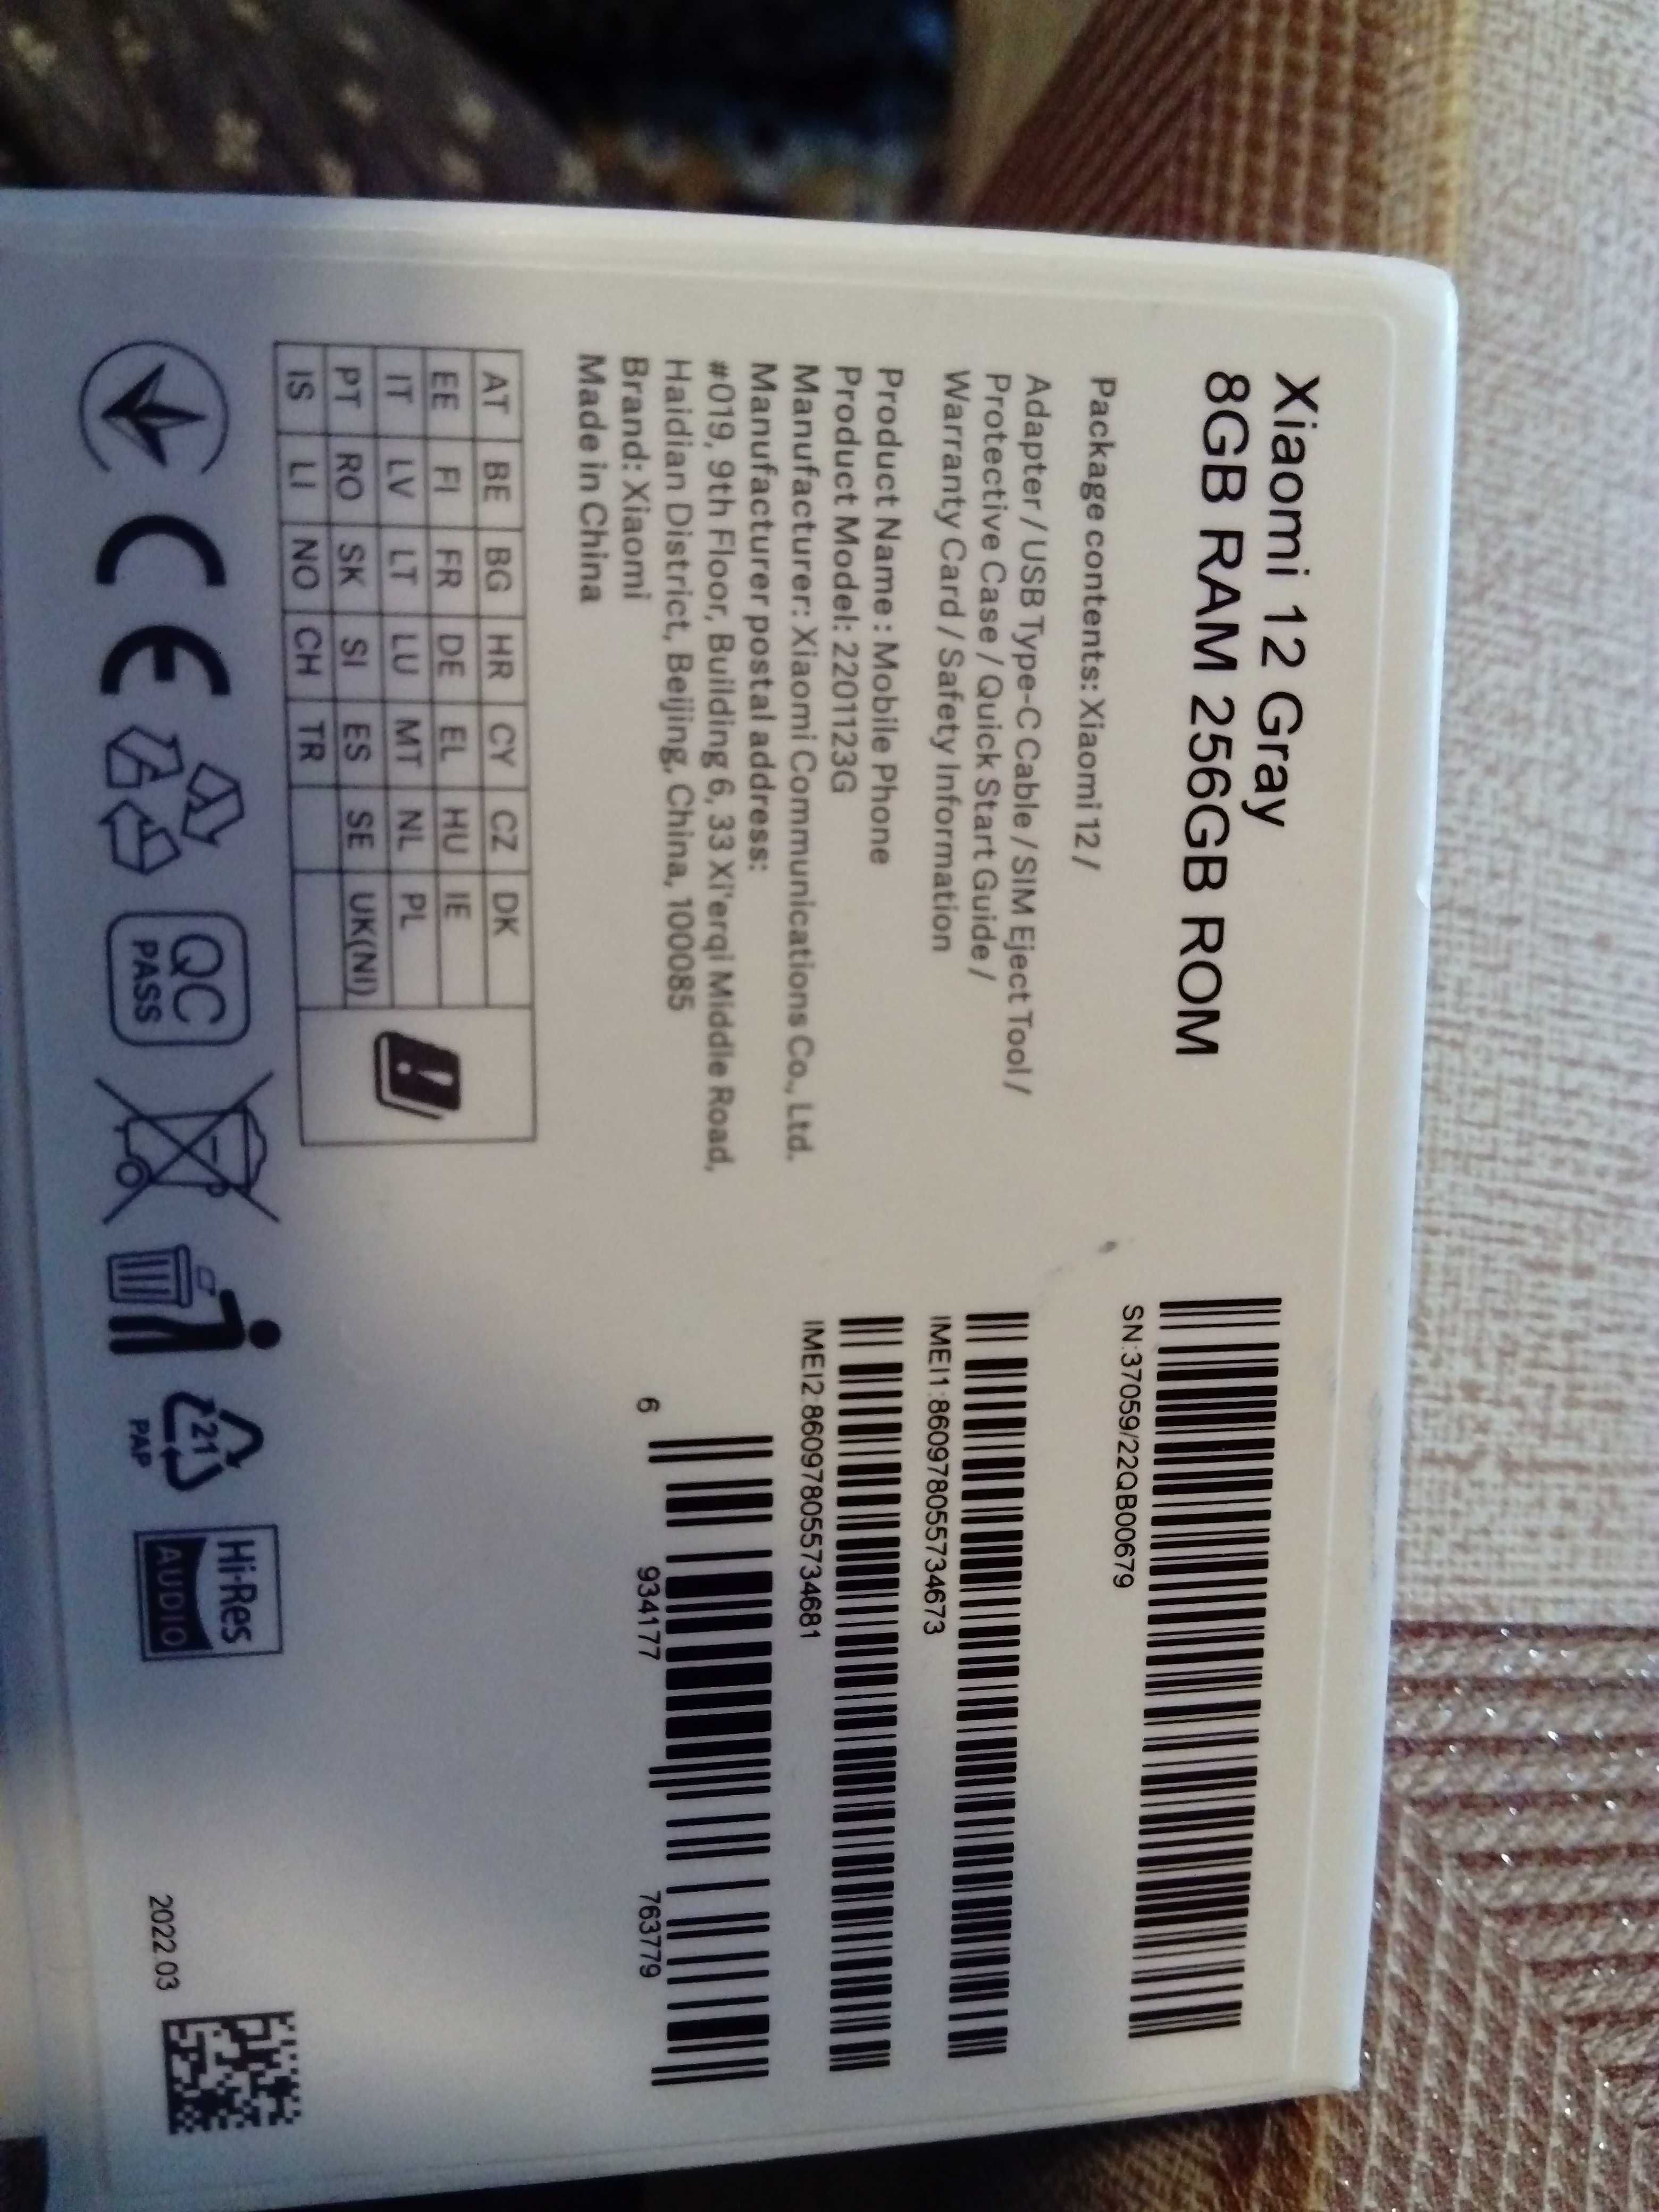 Xiaomi 12 Gray
8GB RAM 256GB ROM
Package contents: Xiaomi 12 /
Adapter / USB Type-C Cable / SIM Eject Tool /
Protective Case / Quick Start Guide /
Warranty Card / Safety Information
Product Name : Mobile Phone
Product Model: 2201123G
Manufacturer: Xiaomi Communications Co., Ltd.
Manufacturer postal address:
#019, 9th Floor, Building 6, 33 Xi'erqi Middle Road,
Haidian District, Beijing, China, 100085
Brand: Xiaomi
Made in China
AT BE BG HR CY CZ DK
EE FI FR DE EL HU IE
IT LV LT LU MT NL PL
PT RO SK SI ES SE UK(NI)
IS LI NO CH TR
SN:37059/22QB00679
IMEI1:860978055734673
IMEI2:860978055734681
6 934177 763779
CE
QC
PASS
21
PAP
Hi-Res
AUDIO
2022.03